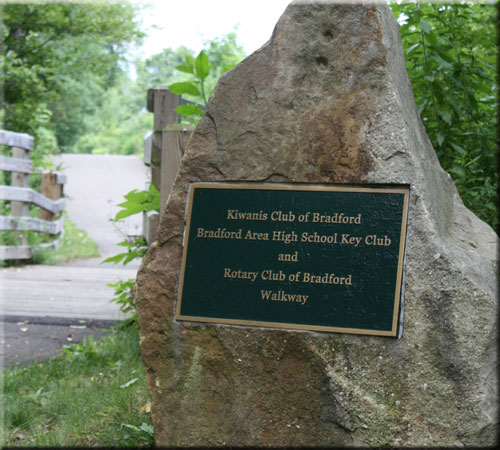 Kiwanis Club of Bradford
Bradford Area High School Key Club
and
Rotary Club of Bradford
Walkway